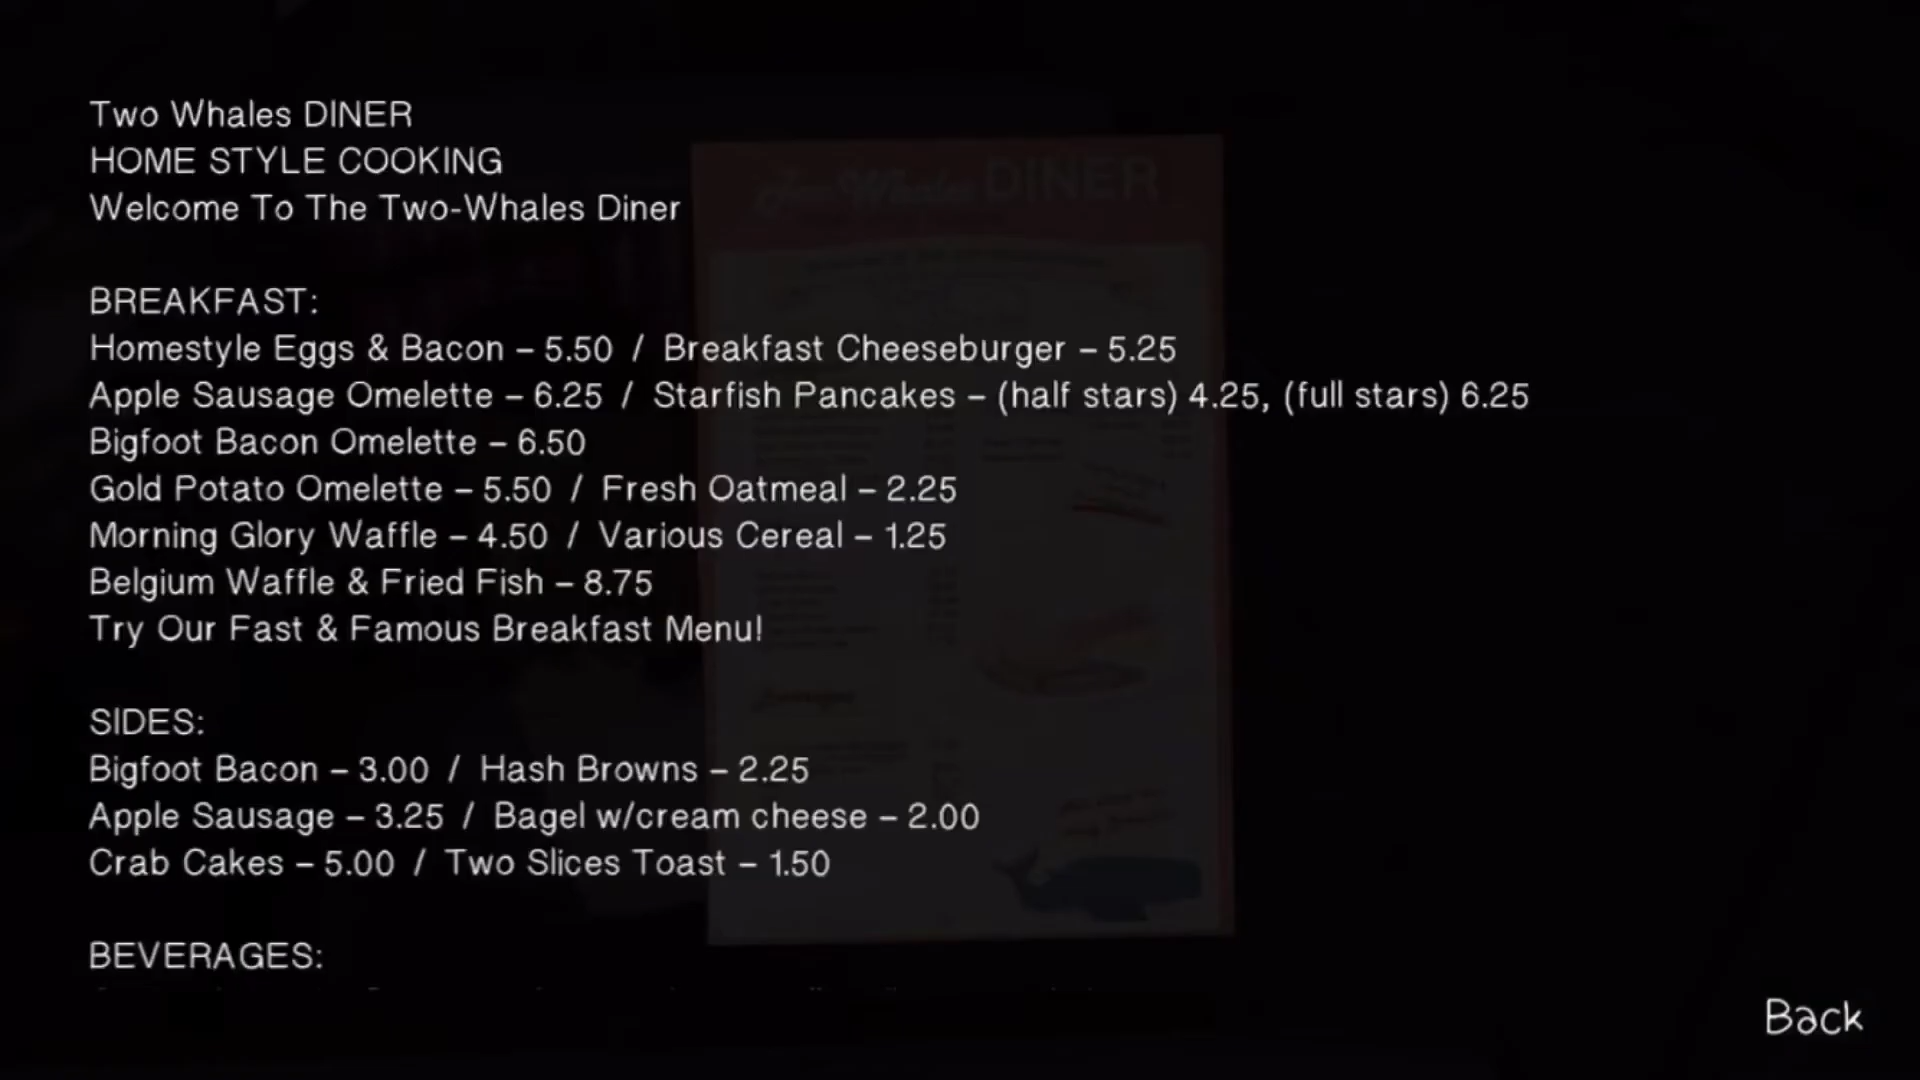 Two Whales DINER
HOME STYLE COOKING
Welcome To The Two-Whales Diner
BREAKFAST:
Homestyle Eggs & Bacon – 5.50 / Breakfast Cheeseburger – 5.25
Apple Sausage Omelette – 6.25 / Starfish Pancakes – (half stars) 4.25, (full stars) 6.25
Bigfoot Bacon Omelette – 6.50
Gold Potato Omelette – 5.50 / Fresh Oatmeal – 2.25
Morning Glory Waffle – 4.50 / Various Cereal – 1.25
Belgium Waffle & Fried Fish – 8.75
Try Our Fast & Famous Breakfast Menu!
SIDES:
Bigfoot Bacon – 3.00 / Hash Browns – 2.25
Apple Sausage – 3.25 / Bagel w/cream cheese – 2.00
Crab Cakes – 5.00 / Two Slices Toast – 1.50
BEVERAGES:
Back
Two Whales DINER